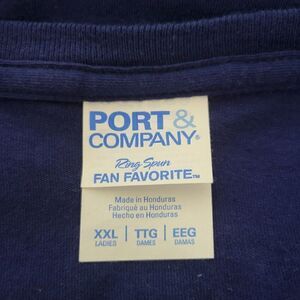 PORT &
COMPANY®
Ring Spun
FAN FAVORITE™
Made in Honduras
Fabriqué au Honduras
Hecho en Honduras
XXL | TTG | EEG
LADIES | DAMES | DAMAS